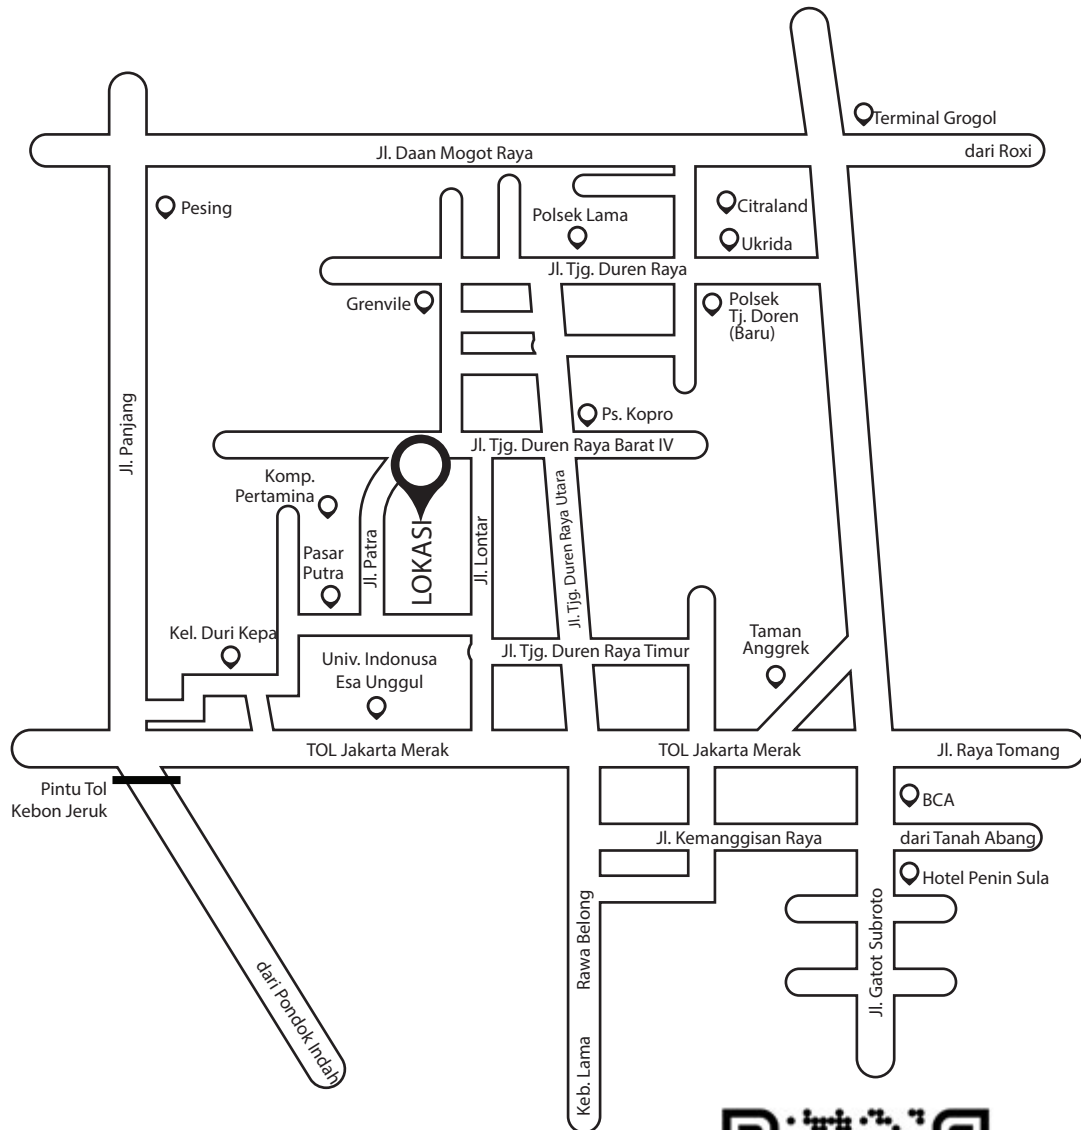 Terminal Grogol
Jl. Daan Mogot Raya
dari Roxi
Pesing
Citraland
Polsek Lama
Ukrida
Jl. Tjg. Duren Raya
Grenvile
Polsek
Tj. Doren
(Baru)
Jl. Panjang
Ps. Kopro
Jl. Tjg. Duren Raya Barat IV
Komp.
Pertamina
Jl. Tjg. Duren Raya Utara
Pasar
Putra
Jl. Patra
LOKASI
Jl. Lontar
Kel. Duri Kepa
Univ. Indonusa
Esa Unggul
Jl. Tjg. Duren Raya Timur
Taman
Anggrek
TOL Jakarta Merak
TOL Jakarta Merak
Jl. Raya Tomang
Pintu Tol
Kebon Jeruk
BCA
Jl. Kemanggisan Raya
dari Tanah Abang
Hotel Penin Sula
Rawa Belong
Jl. Gatot Subroto
dari Pondok Indah
Keb. Lama